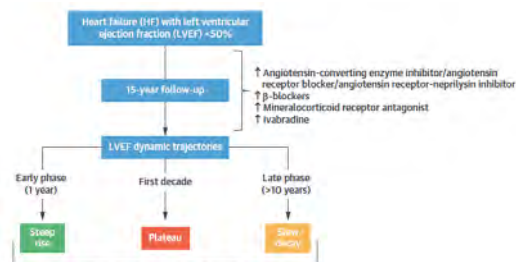 Heart failure (HF) with left ventricular
ejection fraction (LVEF) <50%
↑ Angiotensin-converting enzyme inhibitor/angiotensin
receptor blocker/angiotensin receptor-neprilysin inhibitor
↑ β-blockers
↑ Mineralocorticoid receptor antagonist
↑ Ivabradine
15-year follow-up
LVEF dynamic trajectories
Early phase
(1 year)
First decade
Late phase
(>10 years)
Steep
rise
Plateau
Slow
decay